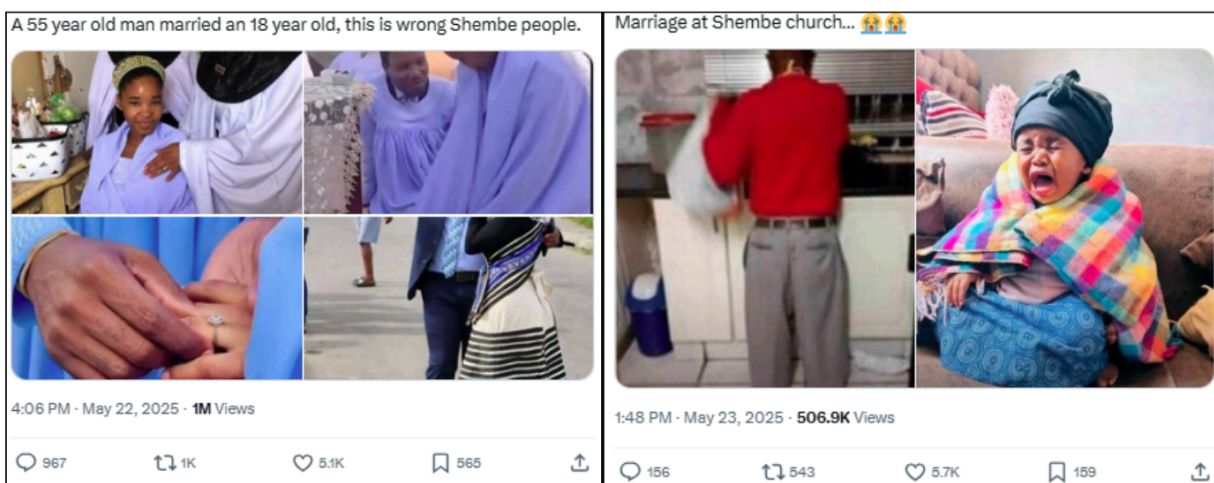 A 55 year old man married an 18 year old, this is wrong Shembe people.
4:06 PM · May 22, 2025 · 1M Views
967 1K 5.1K 565
Marriage at Shembe church... 😭😭
1:48 PM · May 23, 2025 · 506.9K Views
156 543 5.7K 159